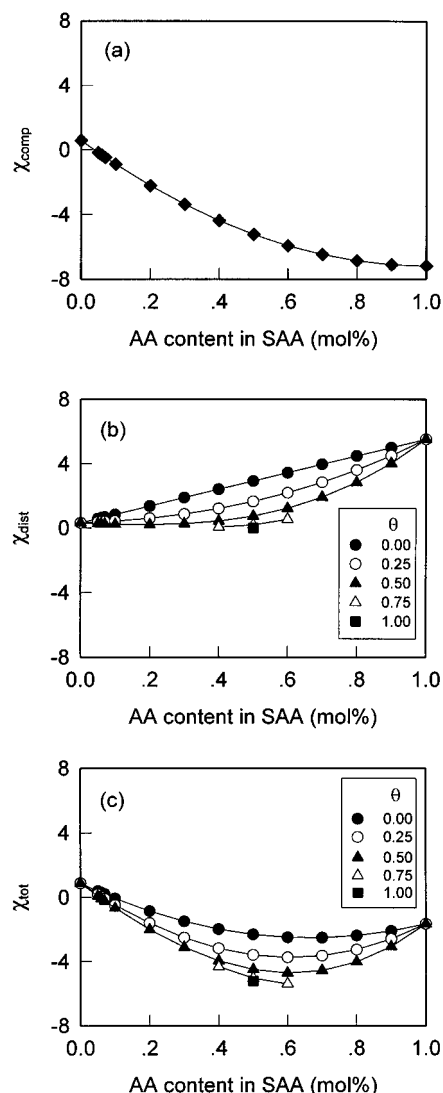 (a)
8
4
0
-4
-8
χcomp
0.0 .2 .4 .6 .8 1.0
AA content in SAA (mol%)
(b)
8
4
0
-4
-8
χdist
θ
0.00
0.25
0.50
0.75
1.00
0.0 .2 .4 .6 .8 1.0
AA content in SAA (mol%)
(c)
8
4
0
-4
-8
χtot
θ
0.00
0.25
0.50
0.75
1.00
0.0 .2 .4 .6 .8 1.0
AA content in SAA (mol%)